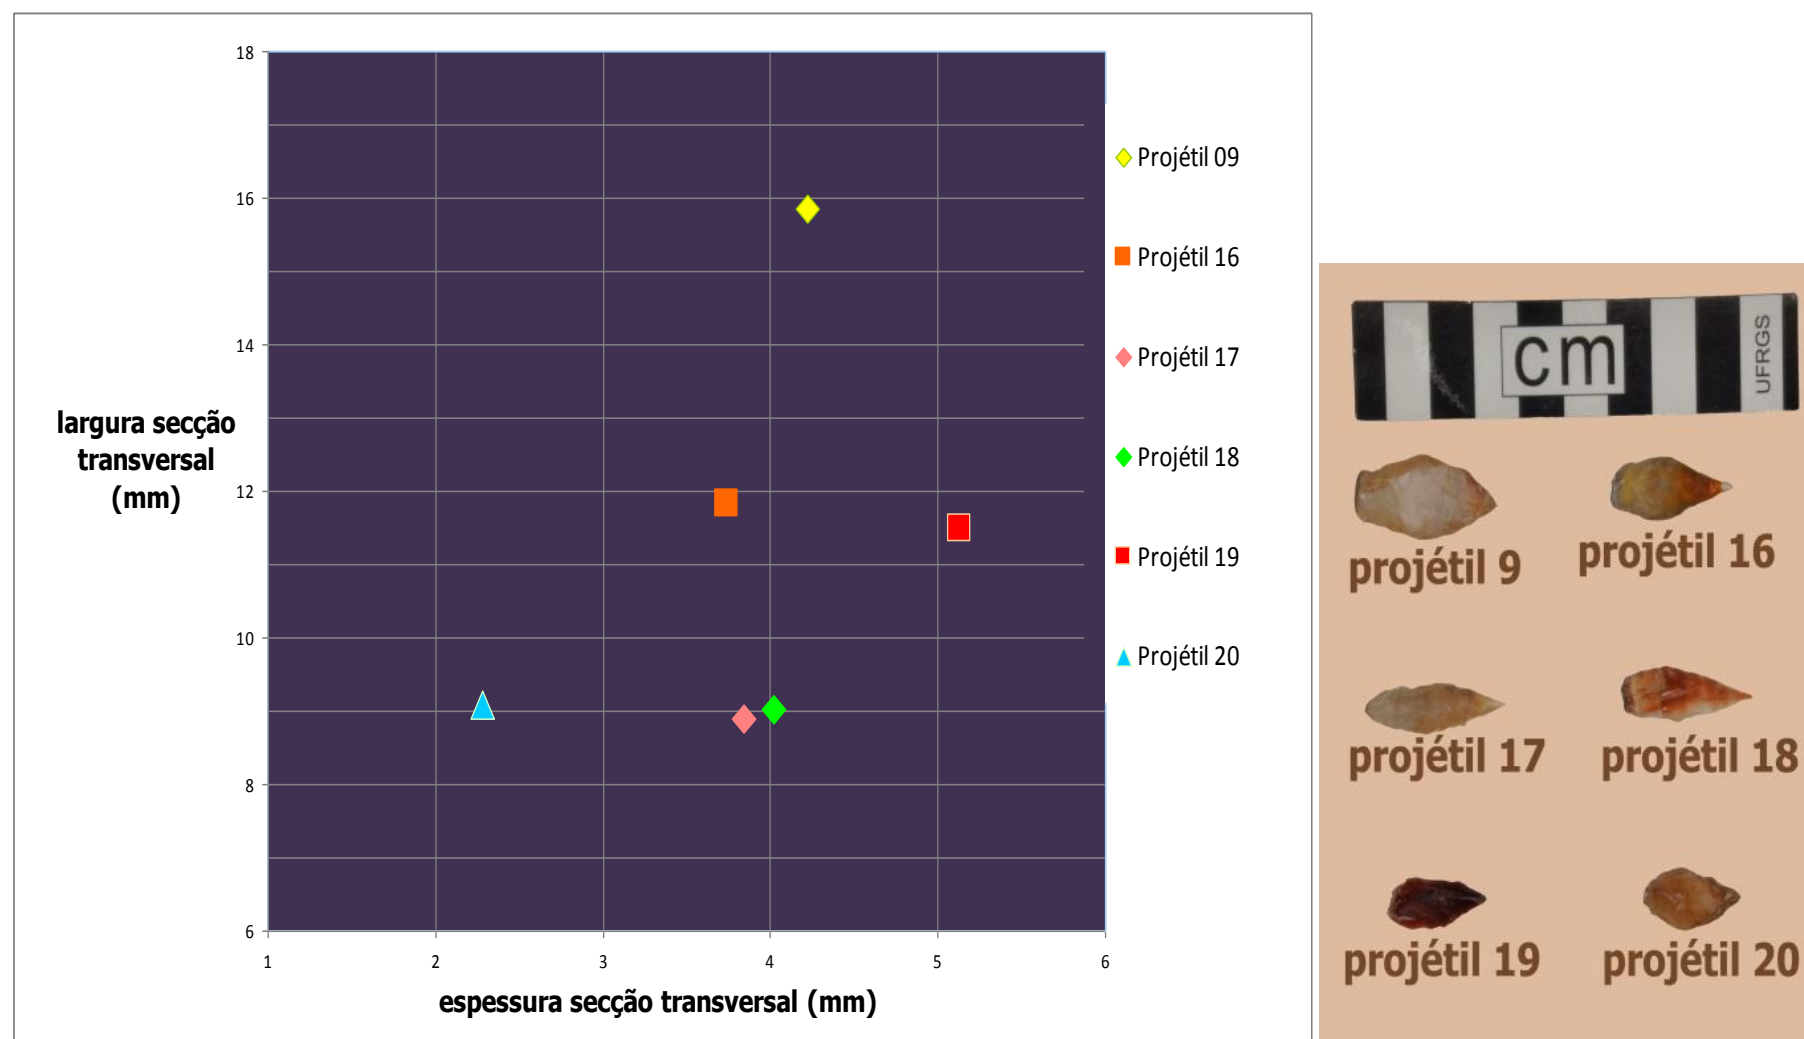 18
16
14
12
10
8
6
1 2 3 4 5 6
largura secção
transversal
(mm)
espessura secção transversal (mm)
Projétil 09
Projétil 16
Projétil 17
Projétil 18
Projétil 19
Projétil 20
cm
UFRGS
projétil 9
projétil 16
projétil 17
projétil 18
projétil 19
projétil 20